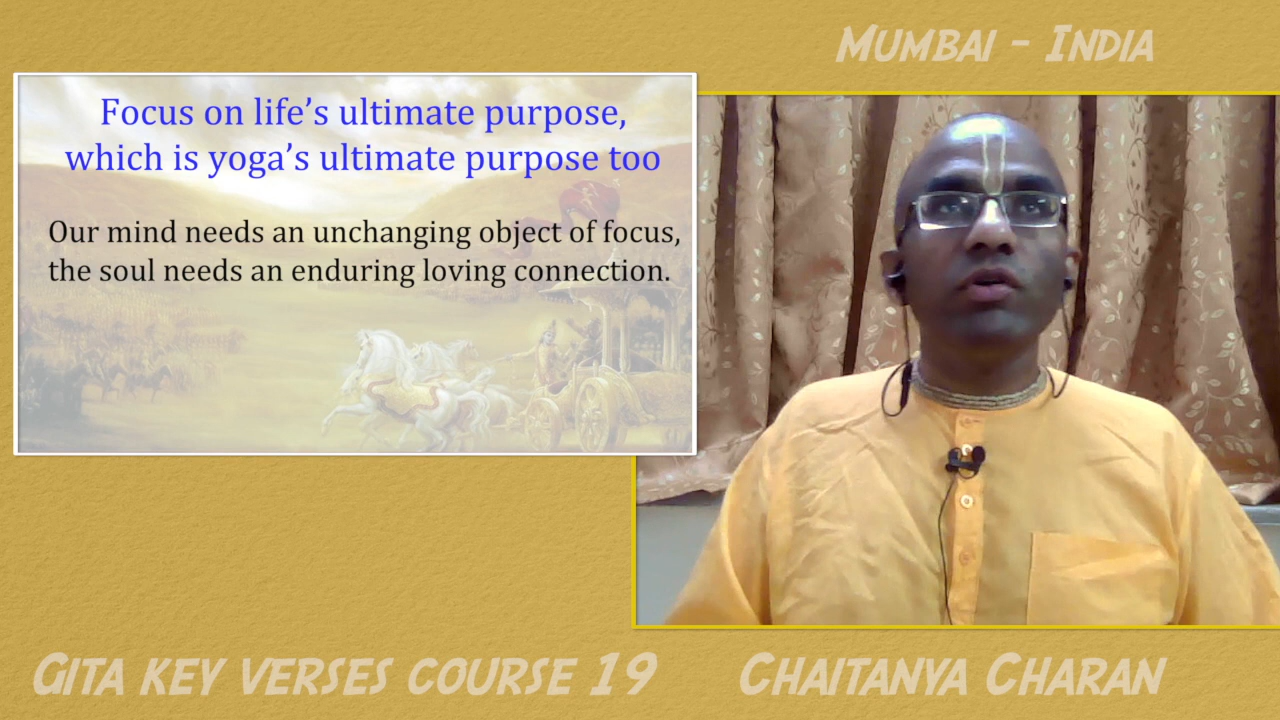 Mumbai - India
Focus on life's ultimate purpose,
which is yoga's ultimate purpose too
Our mind needs an unchanging object of focus,
the soul needs an enduring loving connection.
Gita key verses course 19
Chaitanya Charan